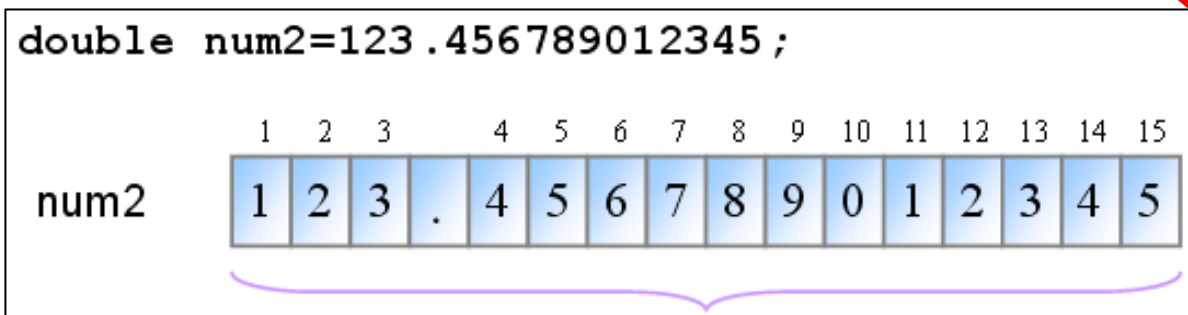 double num2=123.456789012345;
1 2 3 4 5 6 7 8 9 10 11 12 13 14 15
num2 1 2 3 . 4 5 6 7 8 9 0 1 2 3 4 5